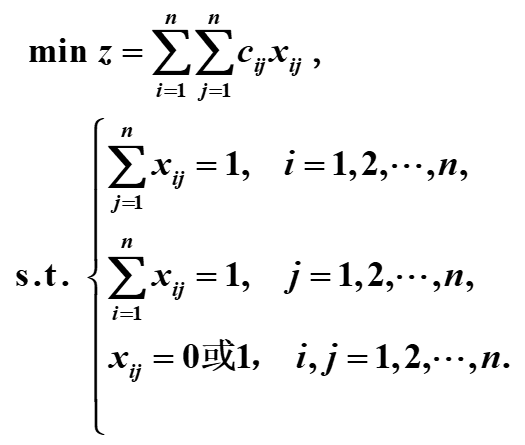 min z = ∑_{i=1}^{n} ∑_{j=1}^{n} c_{ij} x_{ij} ,
s.t. { ∑_{j=1}^{n} x_{ij} = 1, i = 1,2,⋯,n,
∑_{i=1}^{n} x_{ij} = 1, j = 1,2,⋯,n,
x_{ij} = 0或1, i, j = 1,2,⋯,n.